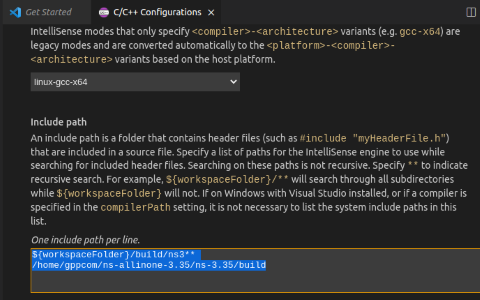 Get Started
C/C++ Configurations
IntelliSense modes that only specify <compiler>-<architecture> variants (e.g. gcc-x64) are
legacy modes and are converted automatically to the <platform>-<compiler>-
<architecture> variants based on the host platform.
linux-gcc-x64
Include path
An include path is a folder that contains header files (such as #include "myHeaderFile.h")
that are included in a source file. Specify a list of paths for the IntelliSense engine to use while
searching for included header files. Searching on these paths is not recursive. Specify ** to indicate
recursive search. For example, ${workspaceFolder}/** will search through all subdirectories
while ${workspaceFolder} will not. If on Windows with Visual Studio installed, or if a compiler is
specified in the compilerPath setting, it is not necessary to list the system include paths in this
list.
One include path per line.
${workspaceFolder}/build/ns3**
/home/gppcom/ns-allinone-3.35/ns-3.35/build